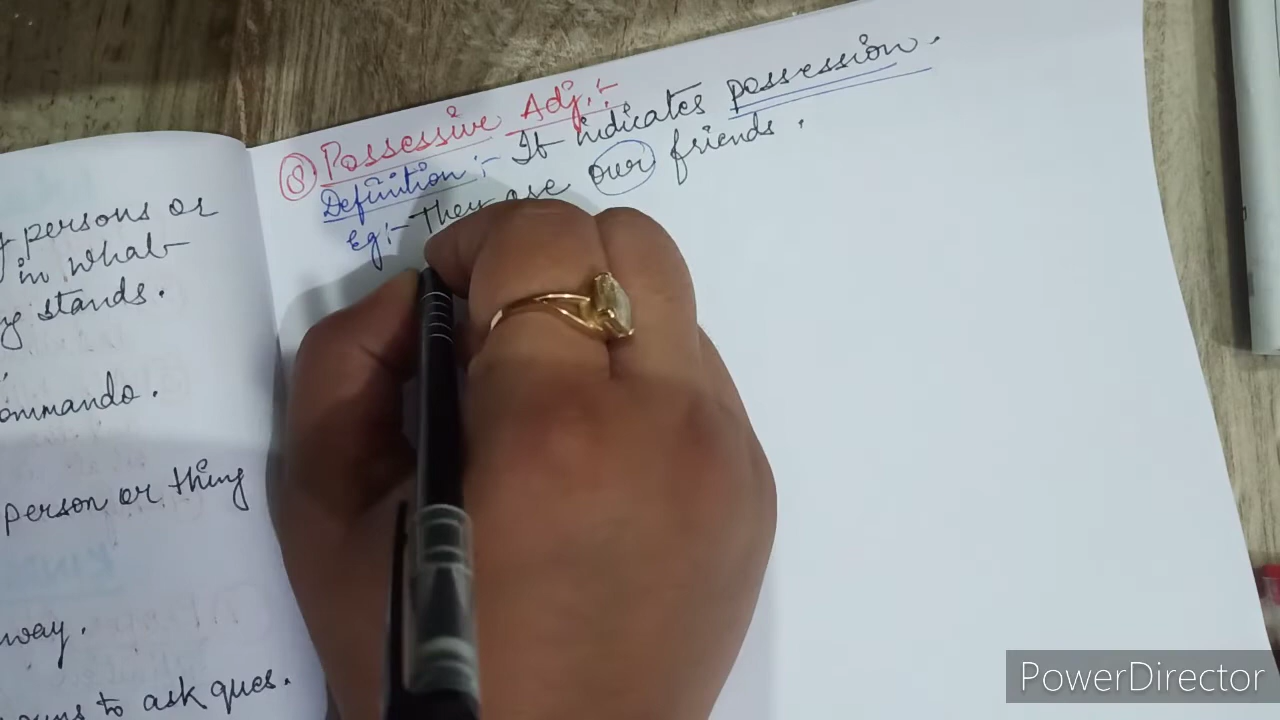 persons or
in what
stands.
person or thing
way.
to ask ques.
⑧ Possessive Adj.:-
Definition:- It indicates possession.
Eg:- They are our friends.
PowerDirector